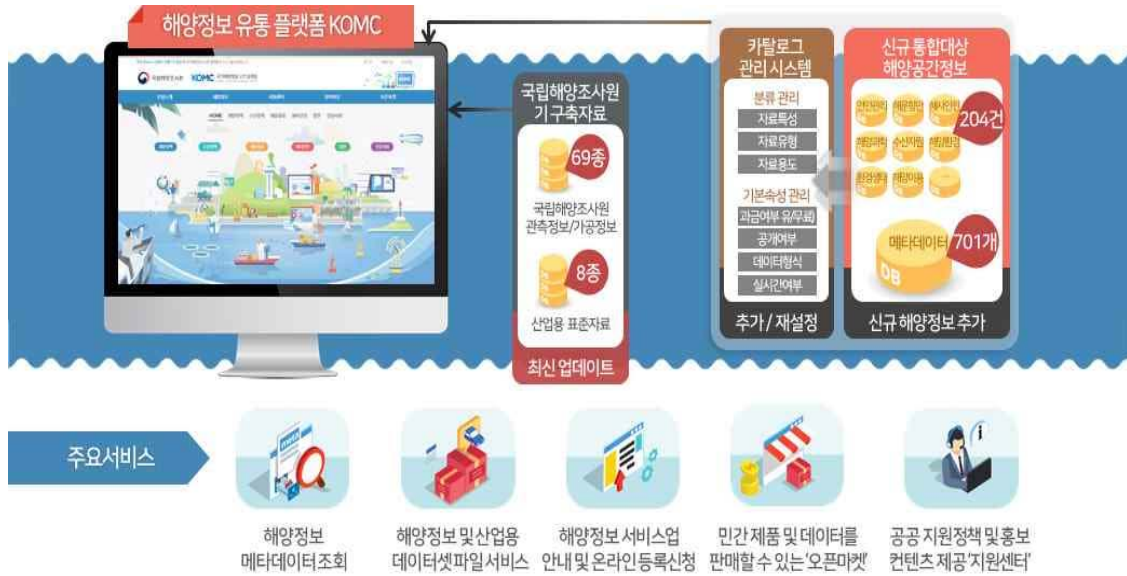 해양정보 유통 플랫폼 KOMC
국립해양조사원 KOMC
HOME
국립해양조사원
기 구축자료
69종
DB
국립해양조사원
관측정보/가공정보
8종
DB
산업용 표준자료
최신 업데이트
카탈로그
관리 시스템
분류 관리
자료특성
자료유형
자료용도
기본속성 관리
과금여부 유/무료)
공개여부
데이터형식
실시간여부
추가 / 재설정
신규 통합대상
해양공간정보
204건
메타데이터
DB
701개
신규 해양정보 추가
주요서비스
해양정보
메타데이터 조회
해양정보 및 산업용
데이터셋 파일 서비스
해양정보 서비스업
안내 및 온라인 등록신청
민간 제품 및 데이터를
판매할 수 있는 '오픈마켓'
공공 지원정책 및 홍보
컨텐츠 제공 '지원센터'